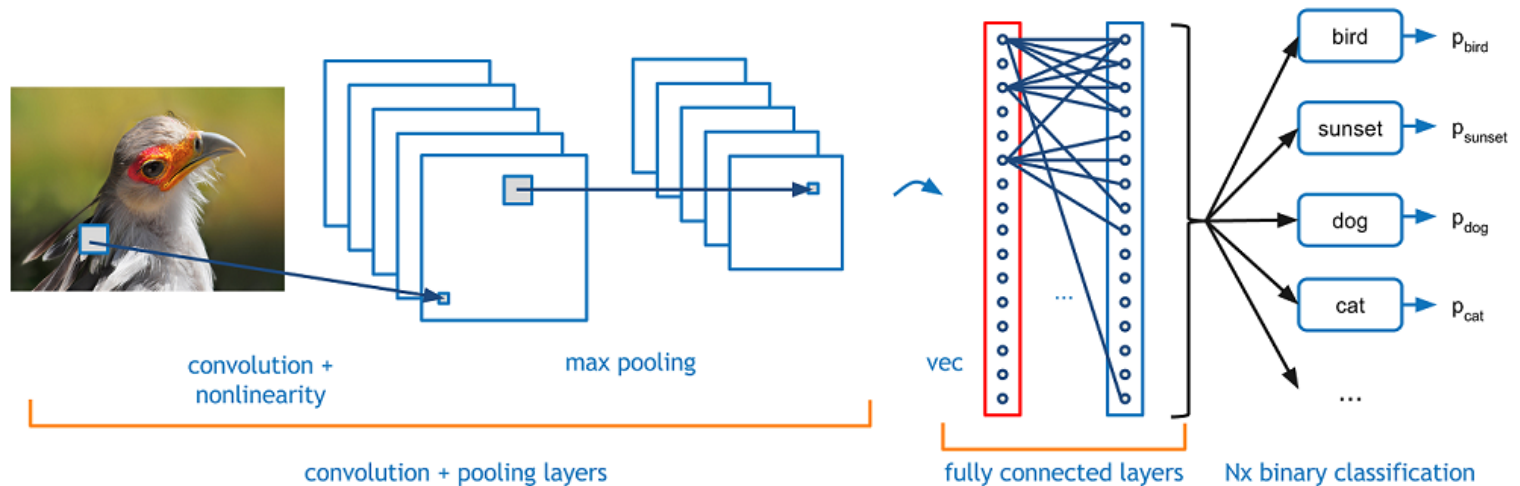 convolution +
nonlinearity
max pooling
vec
...
bird
p_bird
sunset
p_sunset
dog
p_dog
cat
p_cat
...
convolution + pooling layers
fully connected layers
Nx binary classification